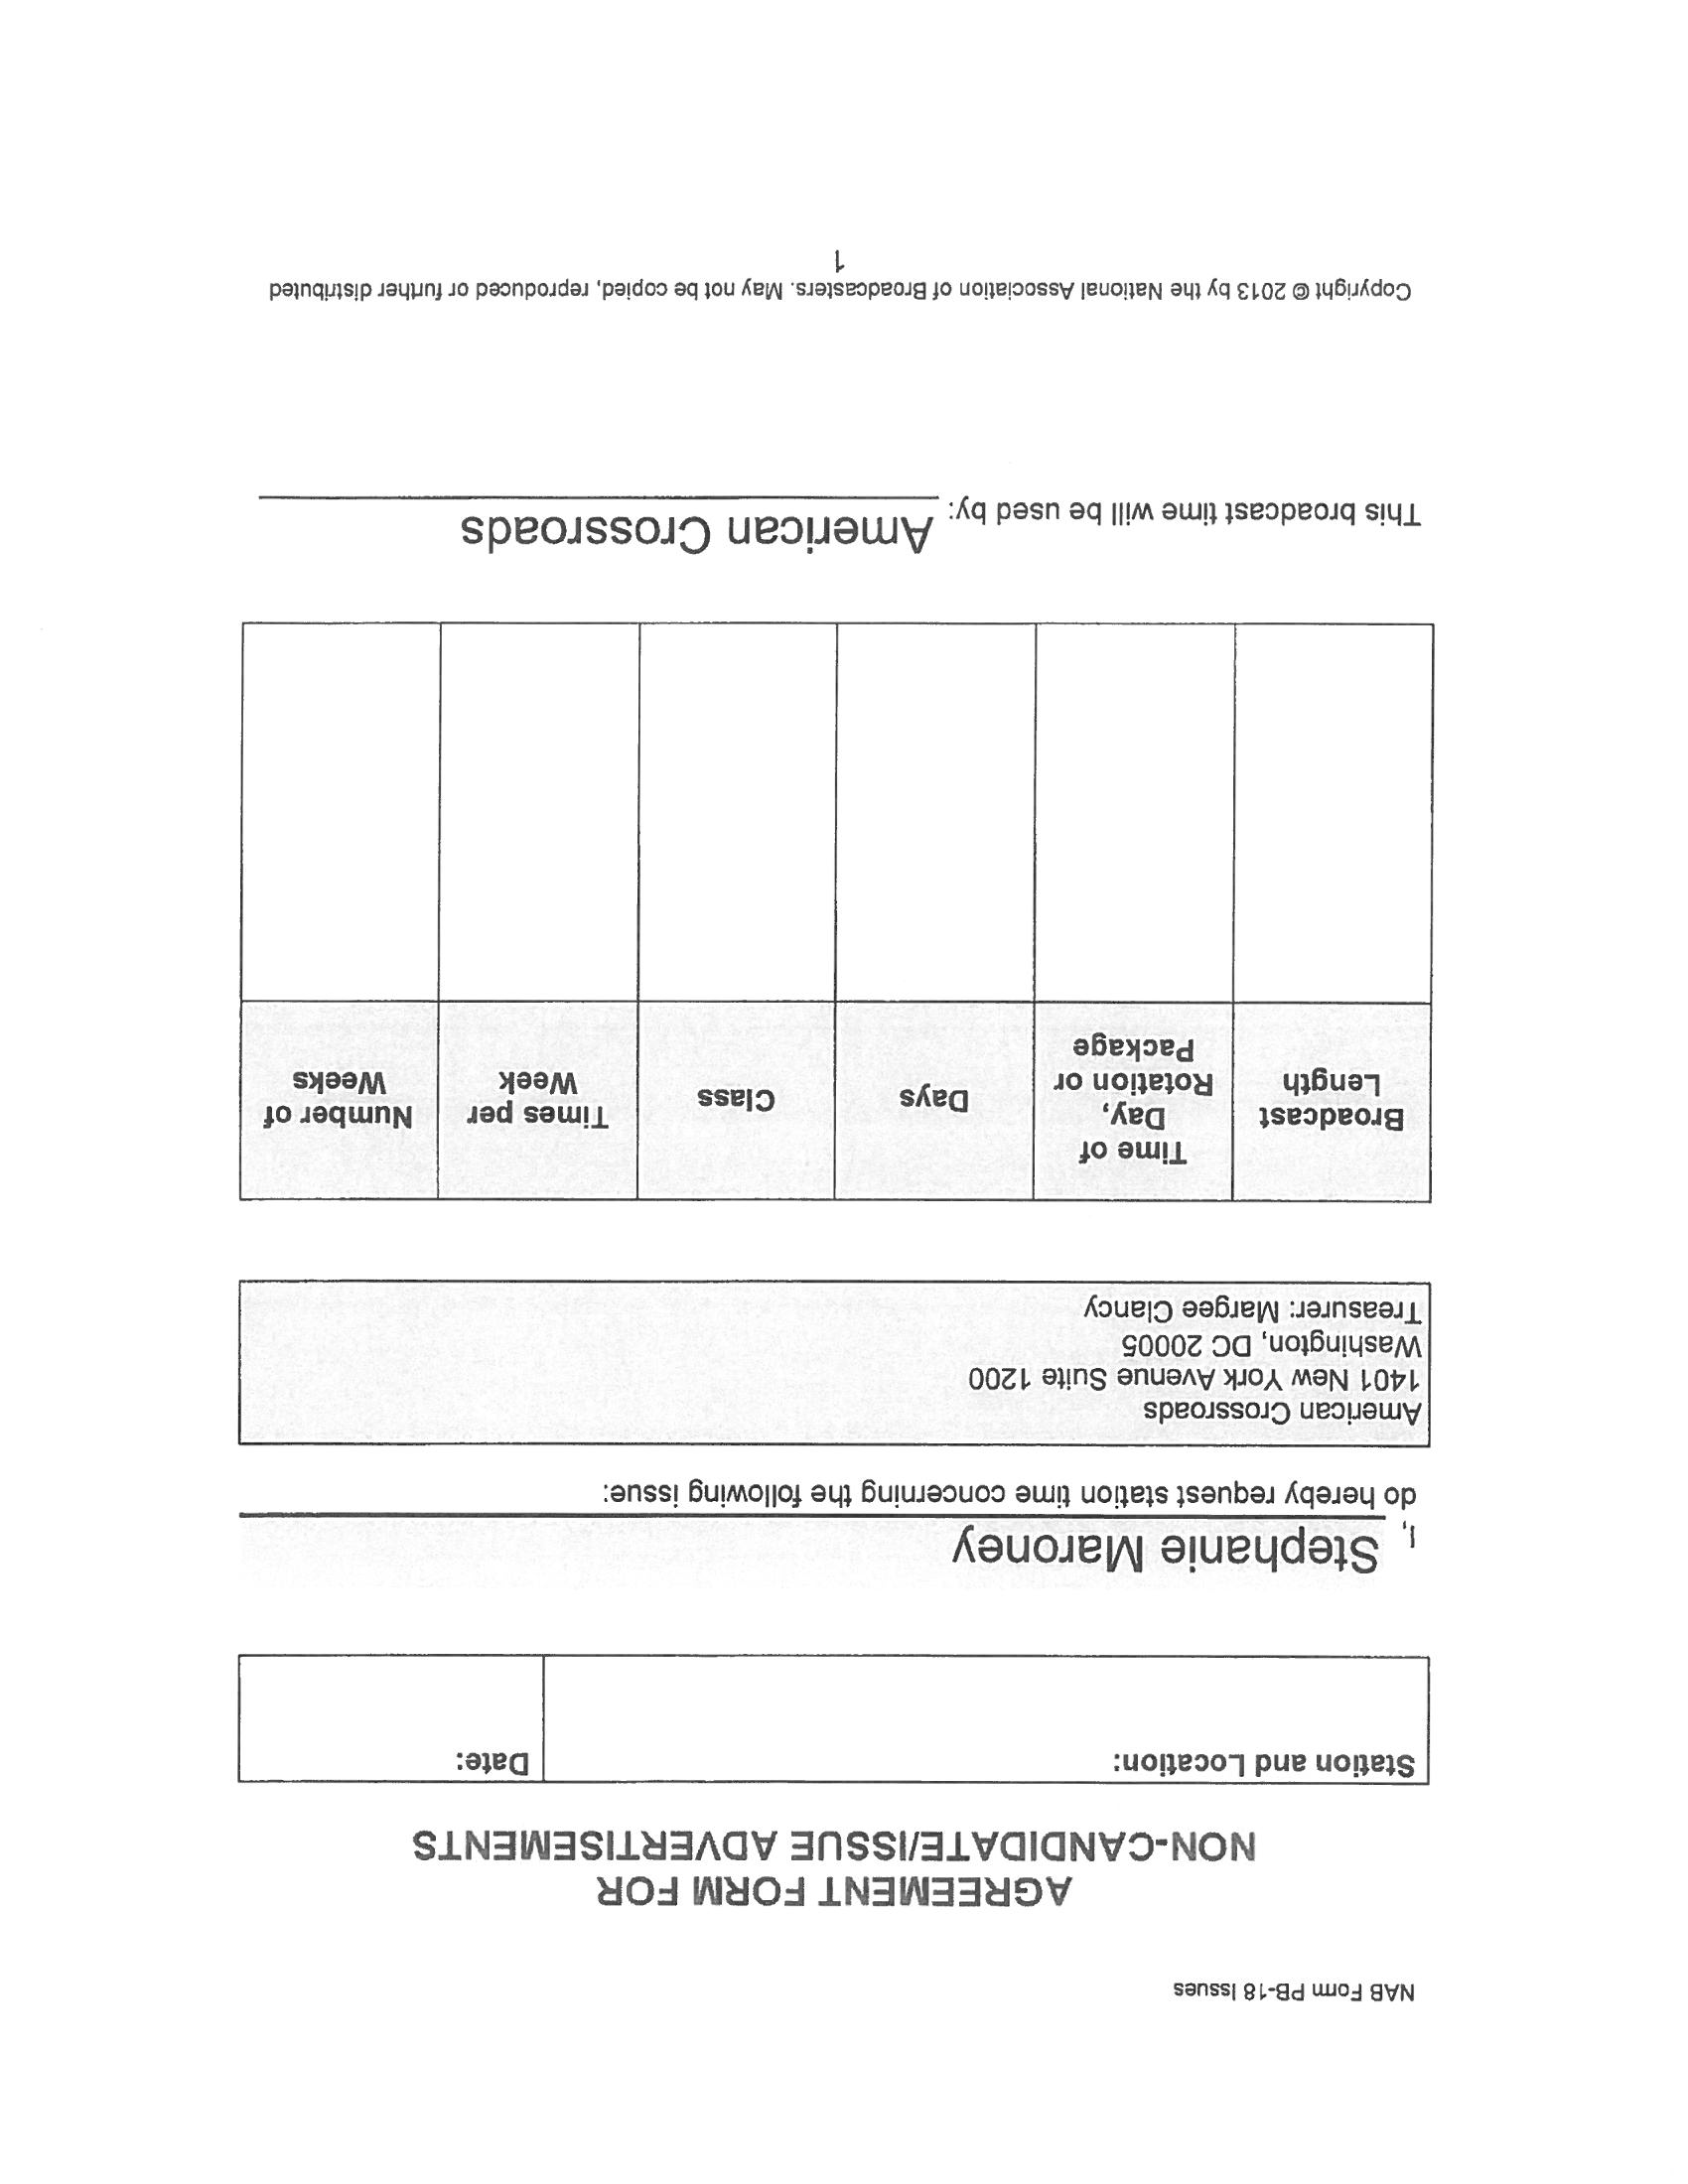 NAB Form PB-18 Issues
AGREEMENT FORM FOR
NON-CANDIDATE/ISSUE ADVERTISEMENTS
Station and Location:
Date:
I, Stephanie Maroney
do hereby request station time concerning the following issue:
American Crossroads
1401 New York Avenue Suite 1200
Washington, DC 20005
Treasurer: Margee Clancy
Broadcast
Length
Time of
Day,
Rotation or
Package
Days
Class
Times per
Week
Number of
Weeks
This broadcast time will be used by: American Crossroads
Copyright © 2013 by the National Association of Broadcasters. May not be copied, reproduced or further distributed
1